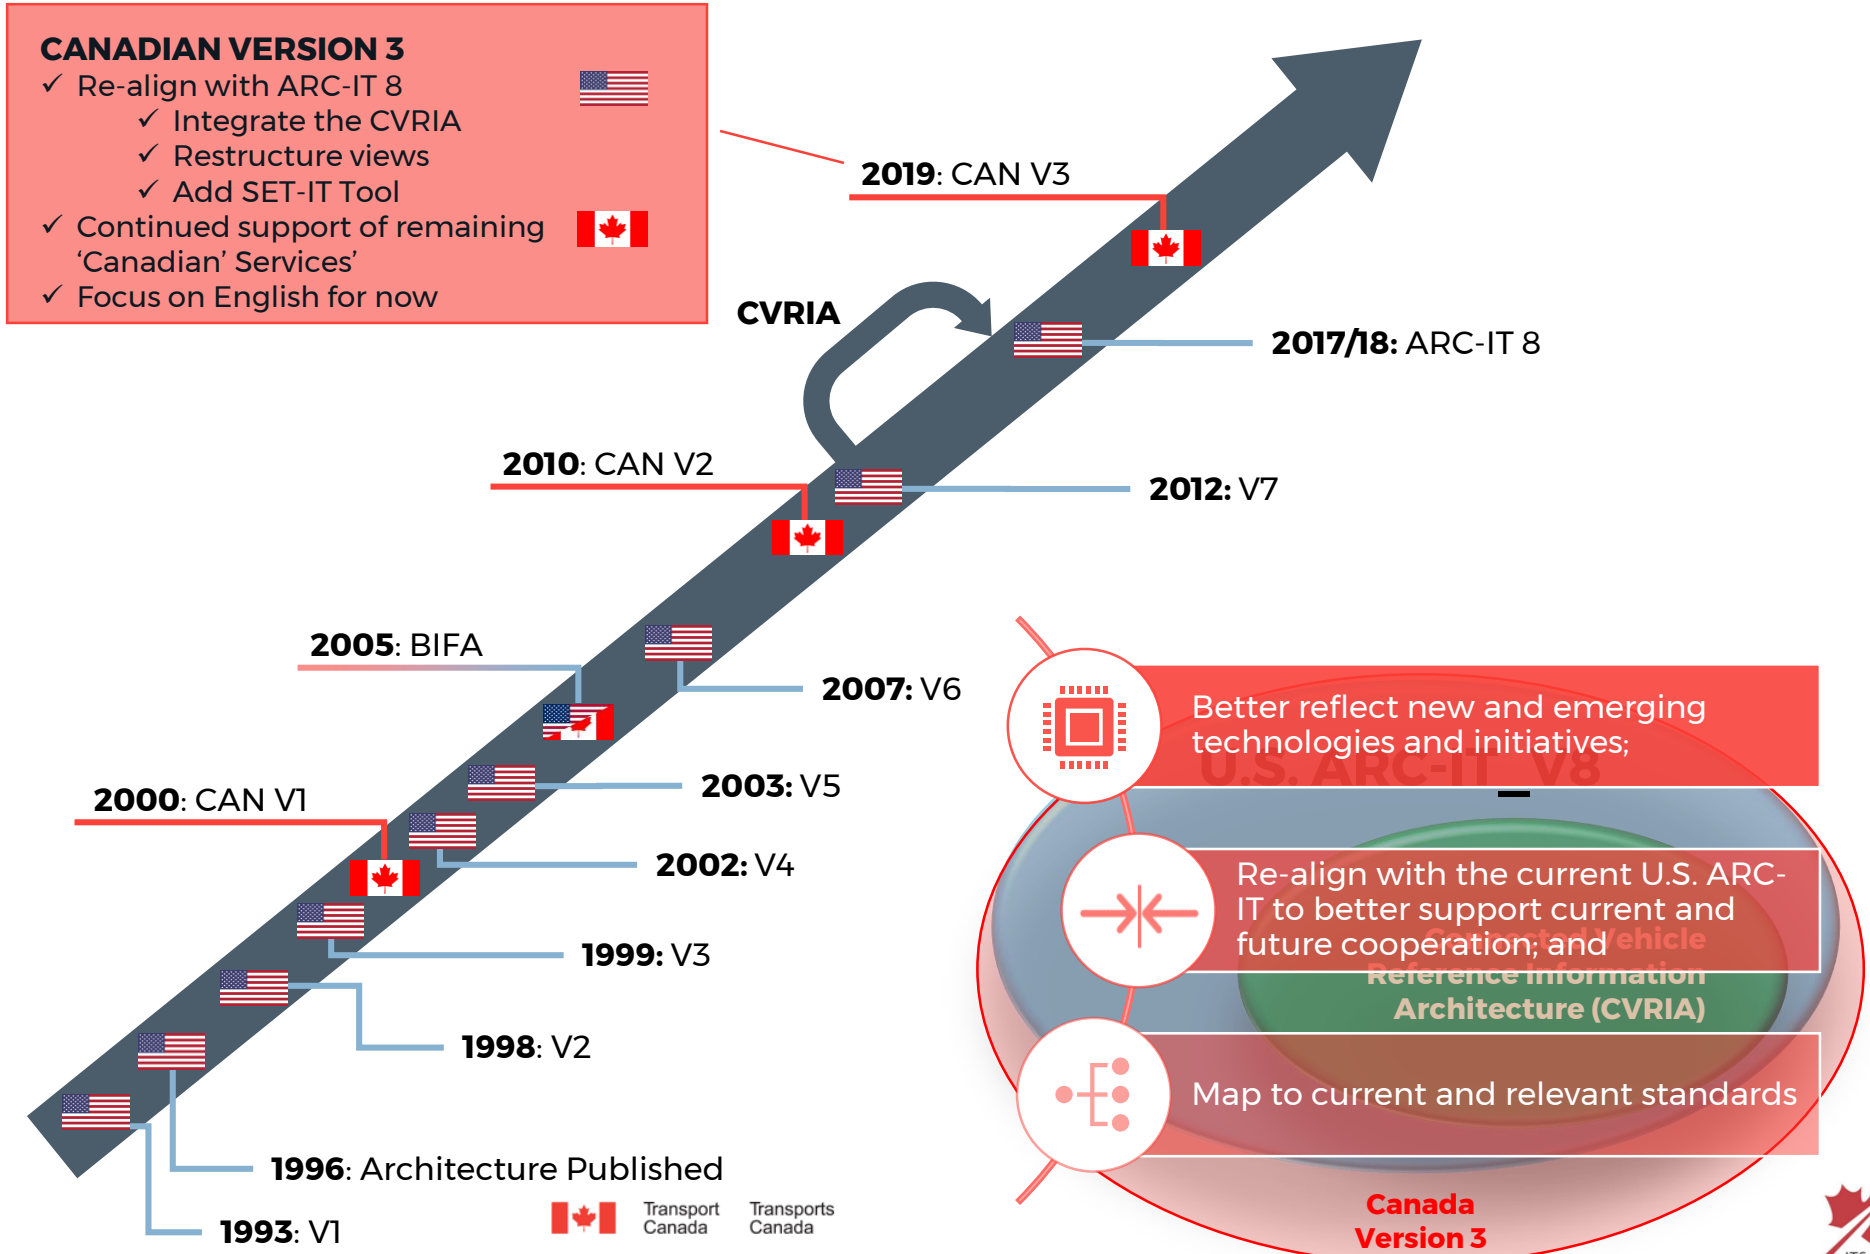 CANADIAN VERSION 3
✓ Re-align with ARC-IT 8
✓ Integrate the CVRIA
✓ Restructure views
✓ Add SET-IT Tool
✓ Continued support of remaining
‘Canadian’ Services’
✓ Focus on English for now
2019: CAN V3
CVRIA
2017/18: ARC-IT 8
2010: CAN V2
2012: V7
2005: BIFA
2007: V6
2003: V5
2000: CAN V1
2002: V4
1999: V3
1998: V2
1996: Architecture Published
1993: V1
Transport
Canada
Transports
Canada
Better reflect new and emerging
technologies and initiatives;
U.S. ARC-IT V8
Re-align with the current U.S. ARC-
IT to better support current and
future cooperation; and
Connected Vehicle
Reference Information
Architecture (CVRIA)
Map to current and relevant standards
Canada
Version 3